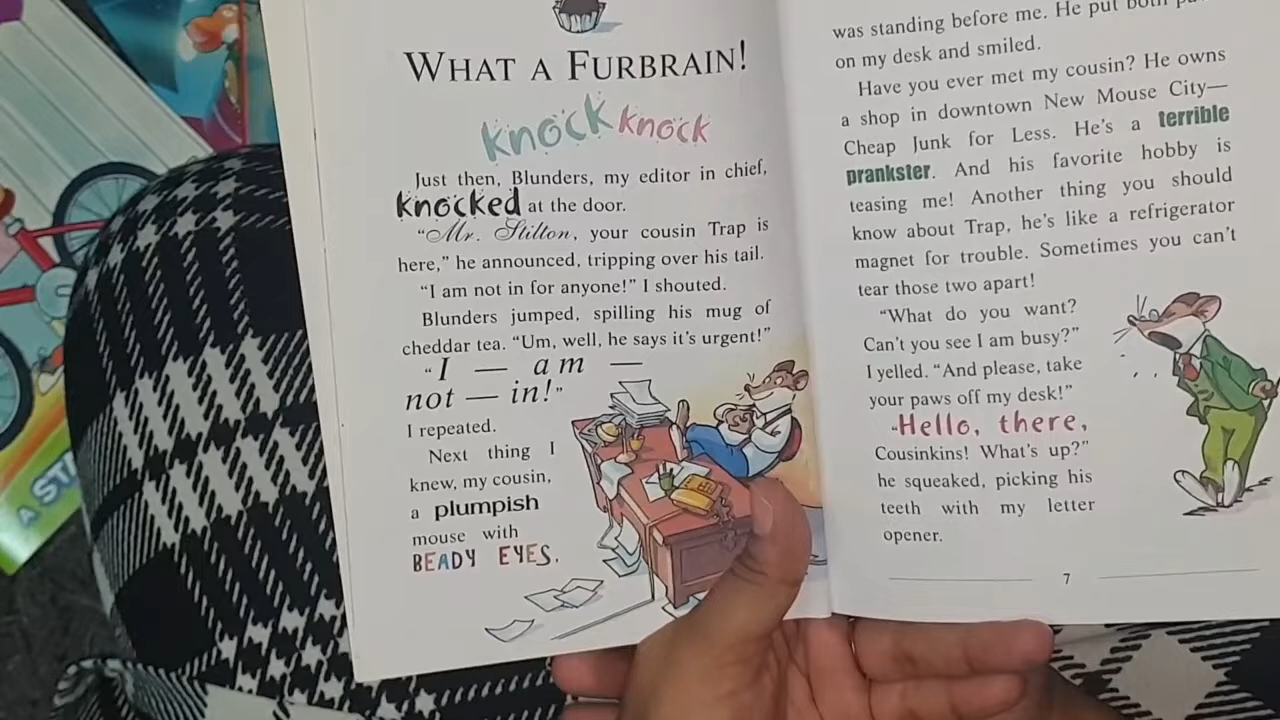 WHAT A FURBRAIN!
knock knock
Just then, Blunders, my editor in chief,
knocked at the door.
"Mr. Stilton, your cousin Trap is
here," he announced, tripping over his tail.
"I am not in for anyone!" I shouted.
Blunders jumped, spilling his mug of
cheddar tea. "Um, well, he says it's urgent!"
"I — am —
not — in!"
I repeated.
Next thing I
knew, my cousin,
a plumpish
mouse with
BEADY EYES,
was standing before me. He put both
on my desk and smiled.
Have you ever met my cousin? He owns
a shop in downtown New Mouse City—
Cheap Junk for Less. He's a terrible
prankster. And his favorite hobby is
teasing me! Another thing you should
know about Trap, he's like a refrigerator
magnet for trouble. Sometimes you can't
tear those two apart!
"What do you want?
Can't you see I am busy?"
I yelled. "And please, take
your paws off my desk!"
"Hello, there,
Cousinkins! What's up?"
he squeaked, picking his
teeth with my letter
opener.
7
A STA